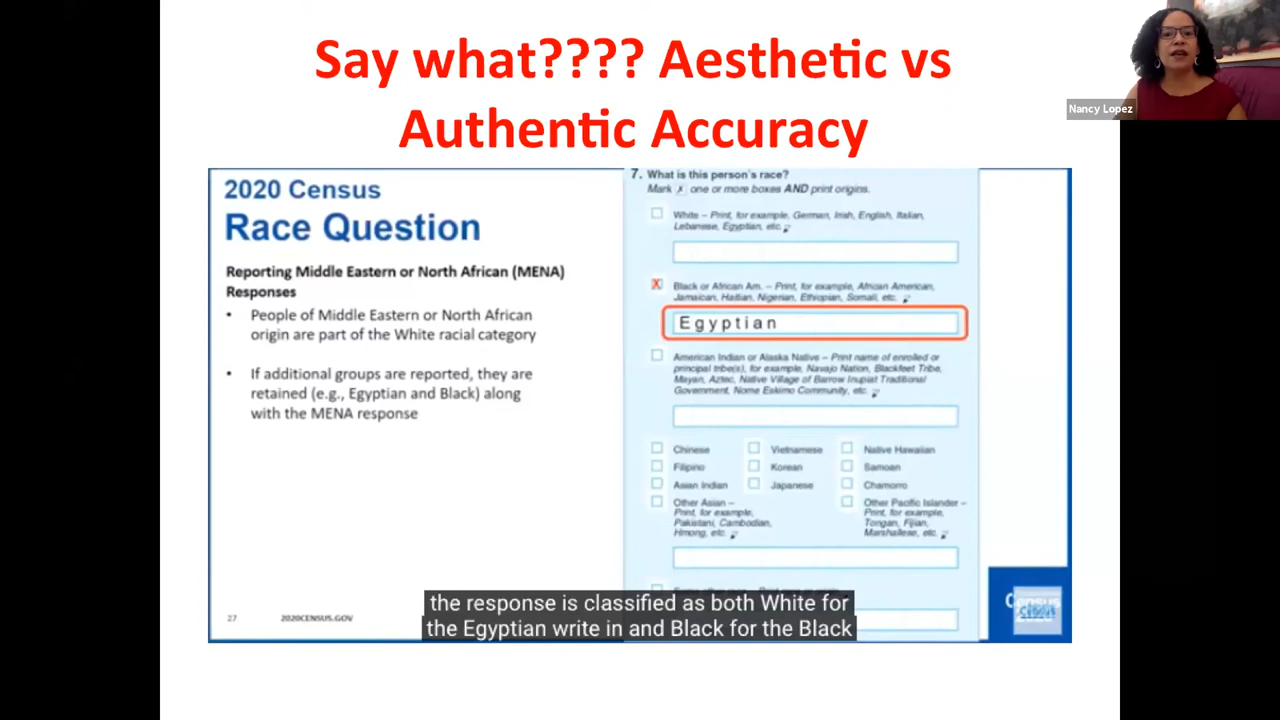 Say what???? Aesthetic vs
Authentic Accuracy
Nancy Lopez
2020 Census
Race Question
Reporting Middle Eastern or North African (MENA)
Responses
• People of Middle Eastern or North African
origin are part of the White racial category
• If additional groups are reported, they are
retained (e.g., Egyptian and Black) along
with the MENA response
27
2020CENSUS.GOV
7. What is this person's race?
Mark X one or more boxes AND print origins.
White – Print, for example, German, Irish, English, Italian,
Lebanese, Egyptian, etc.
X Black or African Am. – Print, for example, African American,
Jamaican, Haitian, Nigerian, Ethiopian, Somali, etc.
Egyptian
American Indian or Alaska Native – Print name of enrolled or
principal tribe(s), for example, Navajo Nation, Blackfeet Tribe,
Mayan, Aztec, Native Village of Barrow Inupiat Traditional
Government, Nome Eskimo Community, etc.
Chinese
Vietnamese
Native Hawaiian
Filipino
Korean
Samoan
Asian Indian
Japanese
Chamorro
Other Asian –
Print, for example,
Pakistani, Cambodian,
Hmong, etc.
Other Pacific Islander –
Print, for example,
Tongan, Fijian,
Marshallese, etc.
the response is classified as both White for
the Egyptian write in and Black for the Black